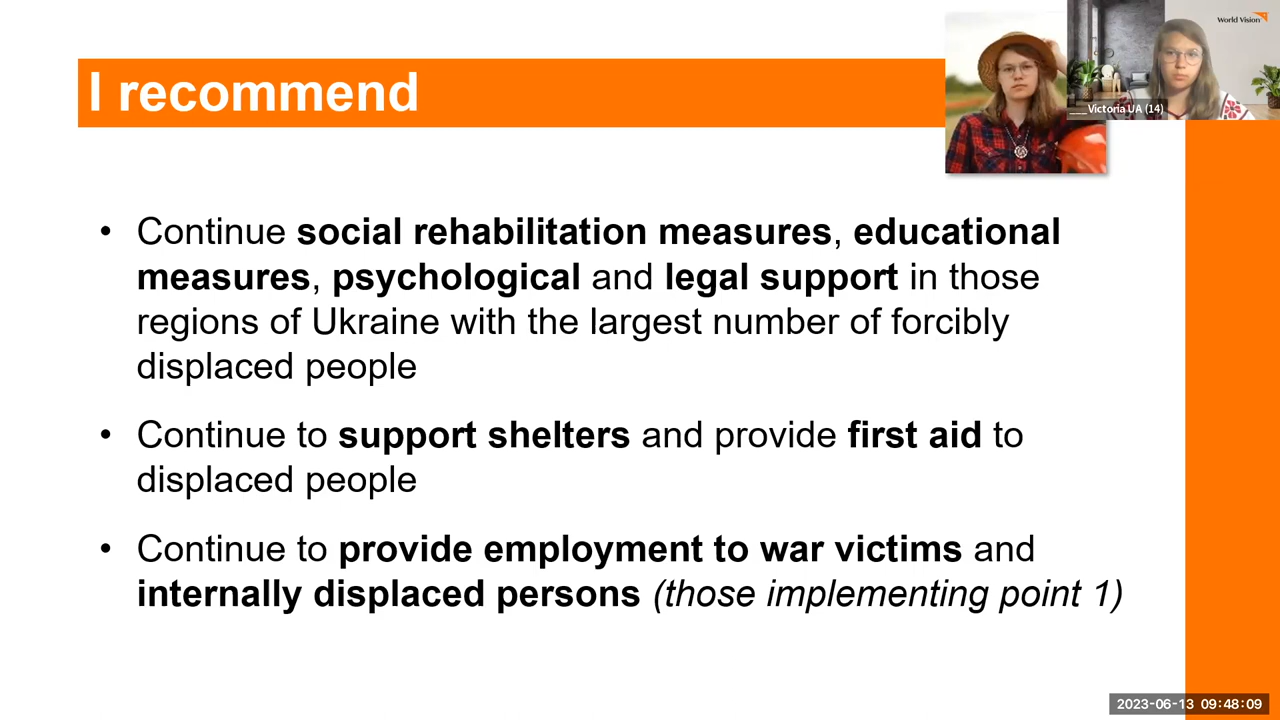 World Vision
I recommend
___Victoria UA (14)
• Continue social rehabilitation measures, educational
measures, psychological and legal support in those
regions of Ukraine with the largest number of forcibly
displaced people
• Continue to support shelters and provide first aid to
displaced people
• Continue to provide employment to war victims and
internally displaced persons (those implementing point 1)
2023-06-13 09:48:09